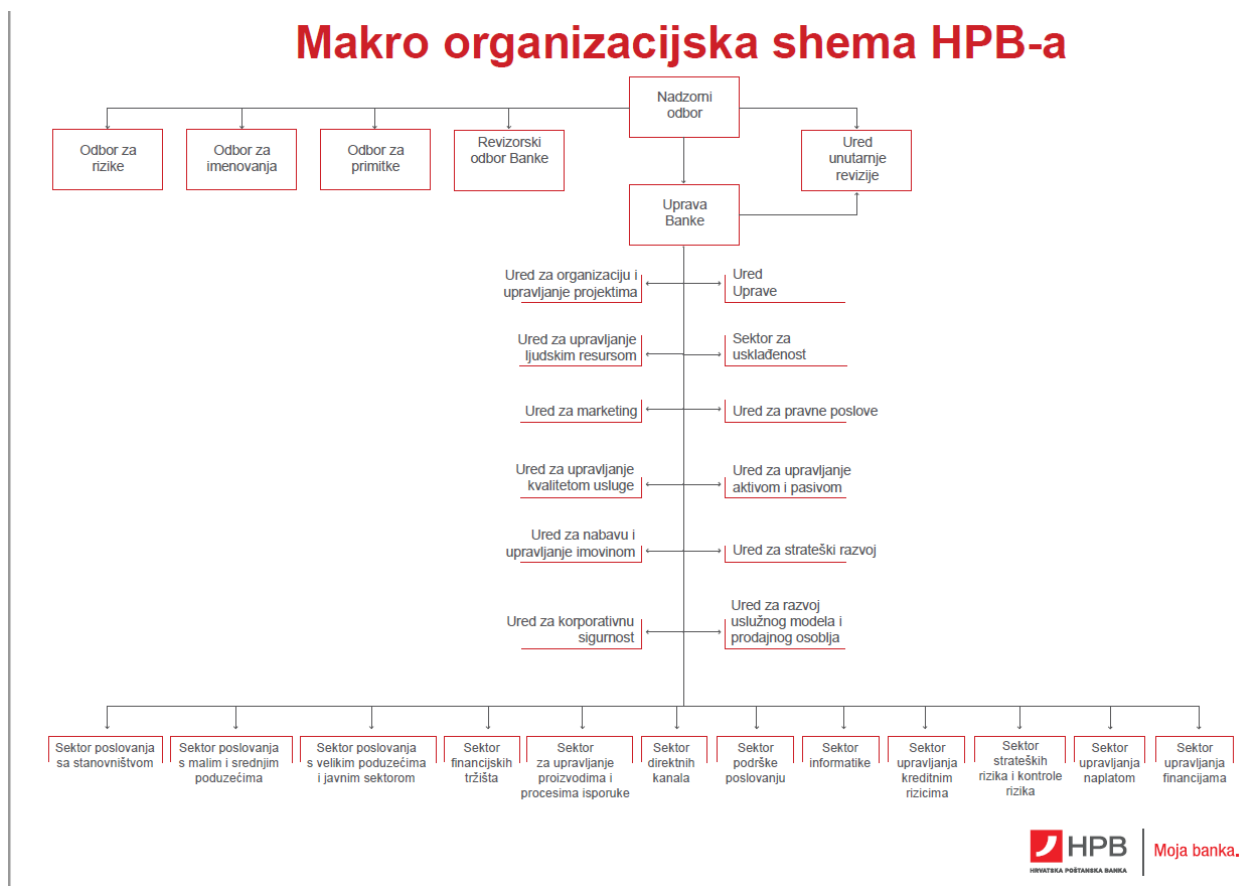 Makro organizacijska shema HPB-a
Nadzorni
odbor
Odbor za
rizike
Odbor za
imenovanja
Odbor za
primitke
Revizorski
odbor Banke
Ured
unutarnje
revizije
Uprava
Banke
Ured za organizaciju i
upravljanje projektima
Ured
Uprave
Ured za upravljanje
ljudskim resursom
Sektor za
usklađenost
Ured za marketing
Ured za pravne poslove
Ured za upravljanje
kvalitetom usluge
Ured za upravljanje
aktivom i pasivom
Ured za nabavu i
upravljanje imovinom
Ured za strateški razvoj
Ured za korporativnu
sigurnost
Ured za razvoj
uslužnog modela i
prodajnog osoblja
Sektor poslovanja
sa stanovništvom
Sektor poslovanja
s malim i srednjim
poduzećima
Sektor poslovanja
s velikim poduzećima
i javnim sektorom
Sektor
financijskih
tržišta
Sektor
za upravljanje
proizvodima i
procesima isporuke
Sektor
direktnih
kanala
Sektor
podrške
poslovanju
Sektor
informatike
Sektor
upravljanja
kreditnim
rizicima
Sektor
strateških
rizika i kontrole
rizika
Sektor
upravljanja
naplatom
Sektor
upravljanja
financijama
HPB
HRVATSKA POŠTANSKA BANKA
Moja banka.